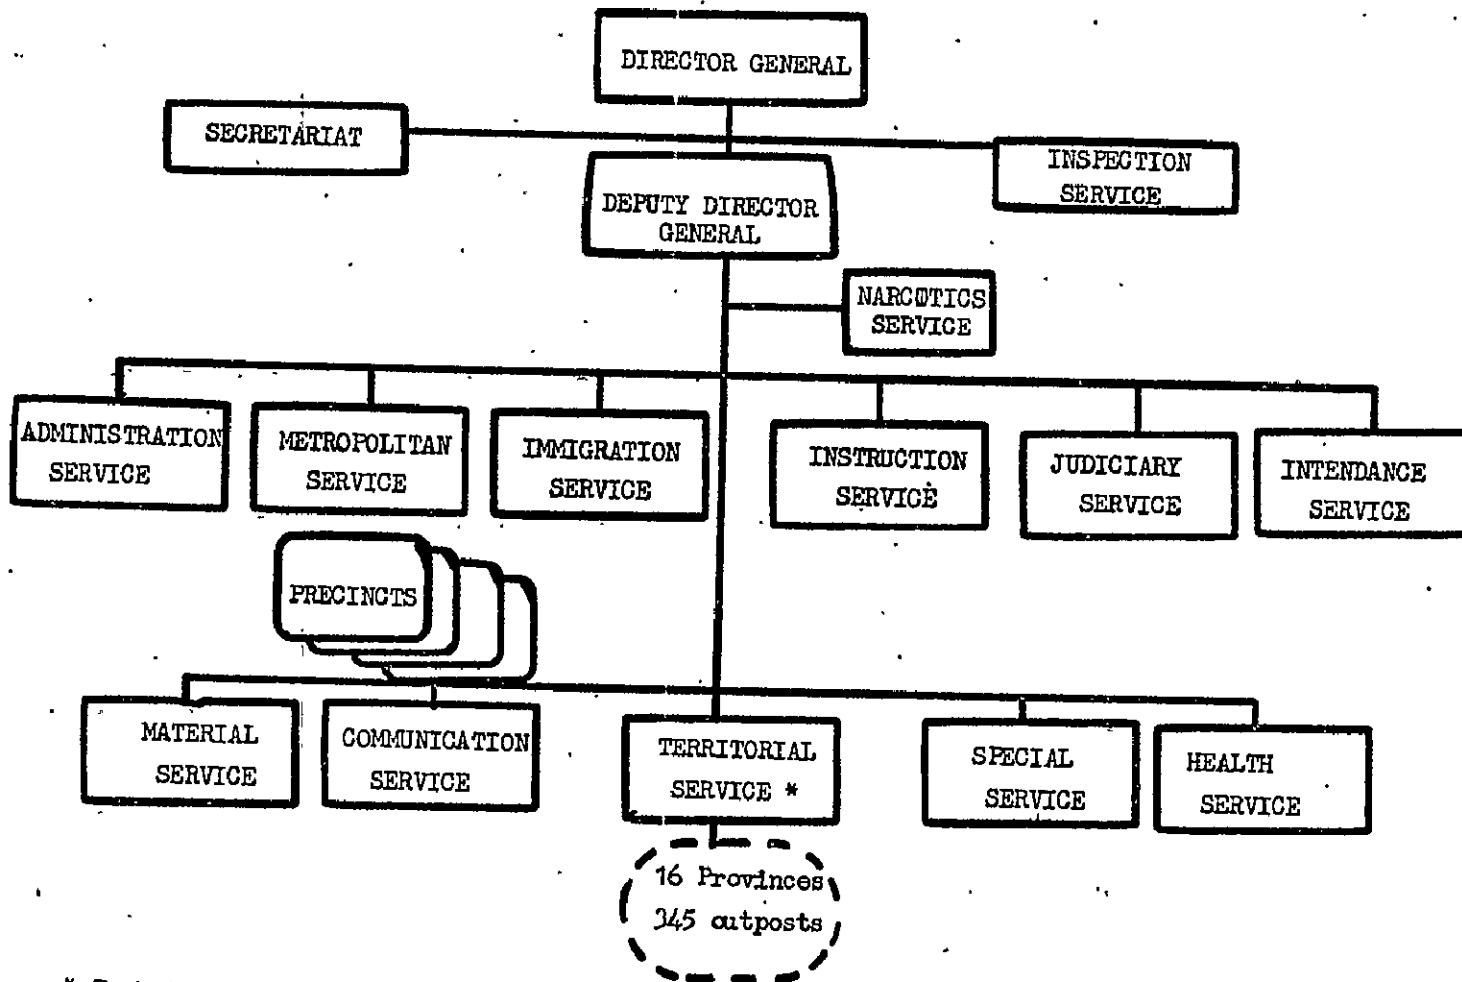 DIRECTOR GENERAL
SECRETARIAT
INSPECTION
SERVICE
DEPUTY DIRECTOR
GENERAL
NARCOTICS
SERVICE
ADMINISTRATION
SERVICE
METROPOLITAN
SERVICE
IMMIGRATION
SERVICE
INSTRUCTION
SERVICE
JUDICIARY
SERVICE
INTENDANCE
SERVICE
PRECINCTS
MATERIAL
SERVICE
COMMUNICATION
SERVICE
TERRITORIAL
SERVICE *
SPECIAL
SERVICE
HEALTH
SERVICE
16 Provinces
345 outposts